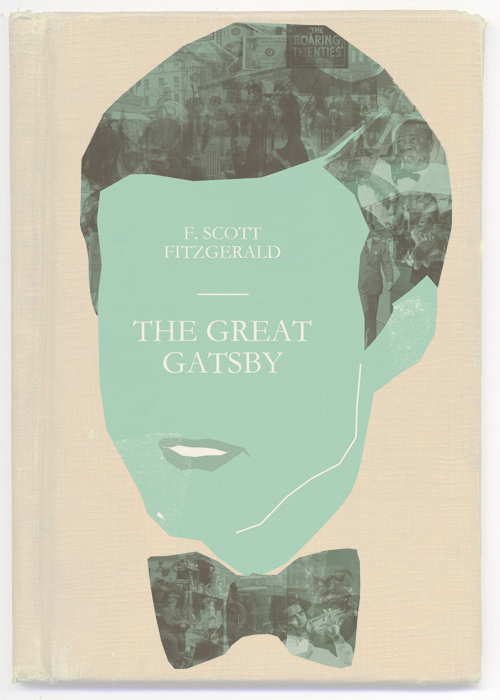 THE
ROARING
TWENTIES
F. SCOTT
FITZGERALD
THE GREAT
GATSBY